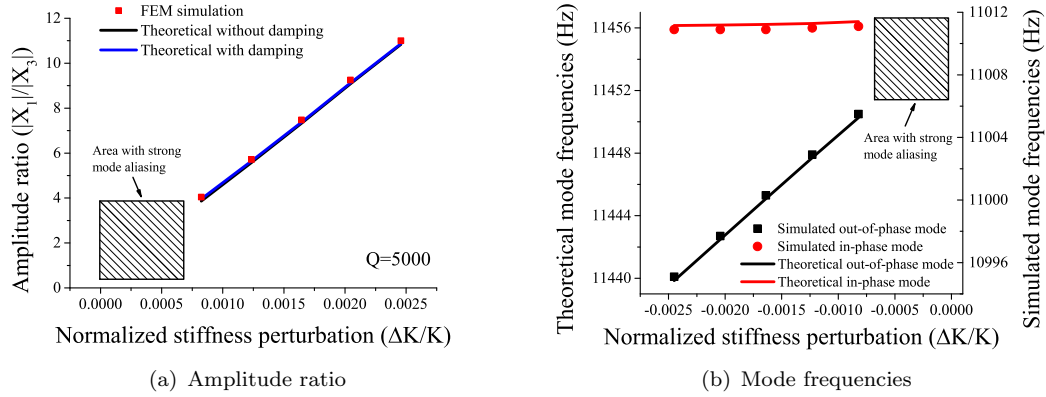 FEM simulation
Theoretical without damping
Theoretical with damping
Amplitude ratio (|X1|/|X3|)
12
10
8
6
4
2
0
Area with strong
mode aliasing
Q=5000
0.0000
0.0005
0.0010
0.0015
0.0020
0.0025
Normalized stiffness perturbation (ΔK/K)
(a) Amplitude ratio
Theoretical mode frequencies (Hz)
11456
11452
11448
11444
11440
11012
11008
11004
11000
10996
Simulated mode frequencies (Hz)
Area with strong
mode aliasing
Simulated out-of-phase mode
Simulated in-phase mode
Theoretical out-of-phase mode
Theoretical in-phase mode
-0.0025
-0.0020
-0.0015
-0.0010
-0.0005
0.0000
Normalized stiffness perturbation (ΔK/K)
(b) Mode frequencies